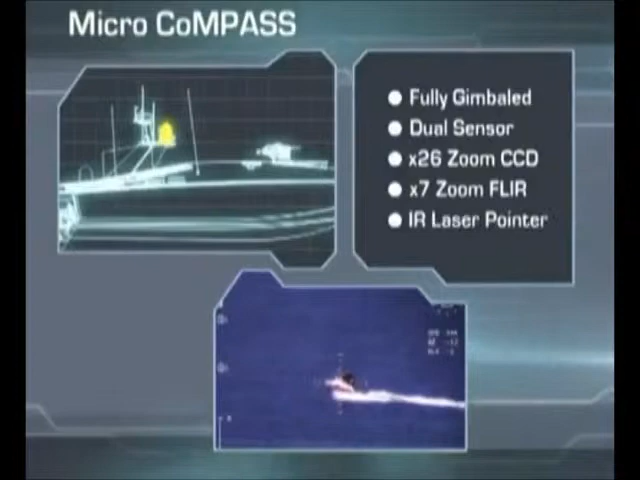 Micro CoMPASS
Fully Gimbaled
Dual Sensor
x26 Zoom CCD
x7 Zoom FLIR
IR Laser Pointer